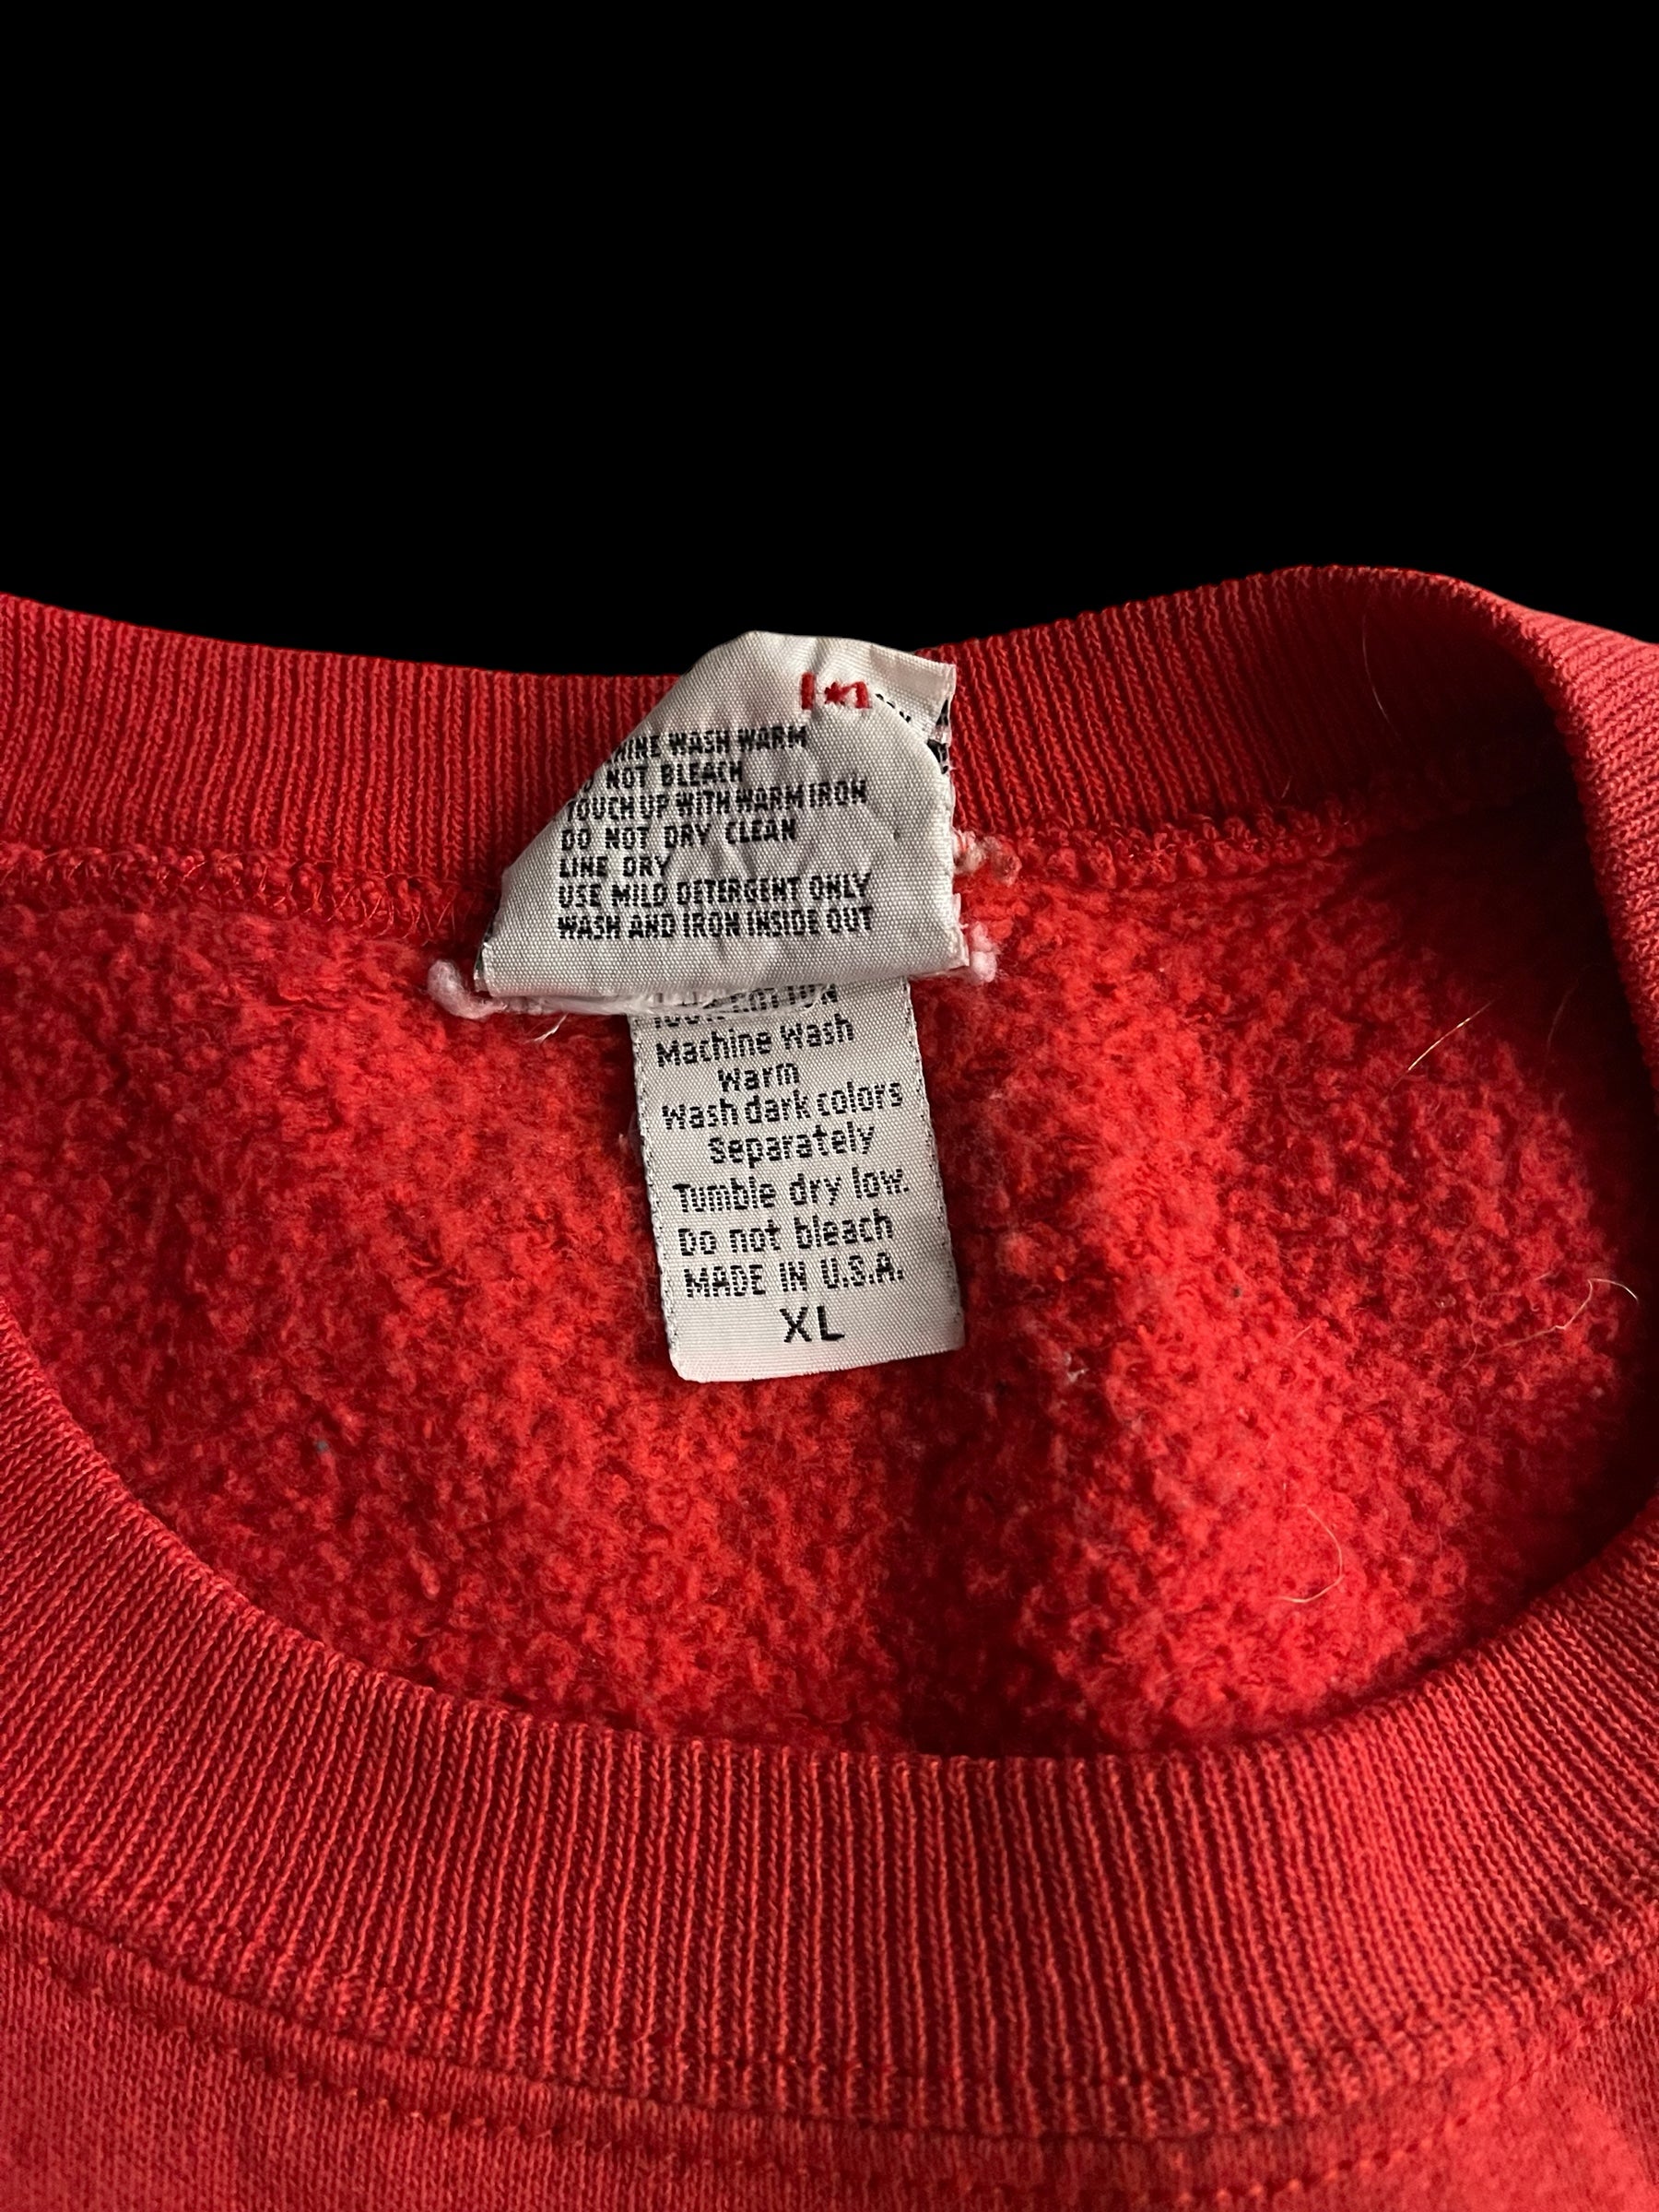 WASH WARM
NOT BLEACH
TOUCH UP WITH WARM IRON
DO NOT DRY CLEAN
LINE DRY
USE MILD DETERGENT ONLY
WASH AND IRON INSIDE OUT
100% COTTON
Machine Wash
Warm
Wash dark colors
Separately
Tumble dry low.
Do not bleach
MADE IN U.S.A.
XL